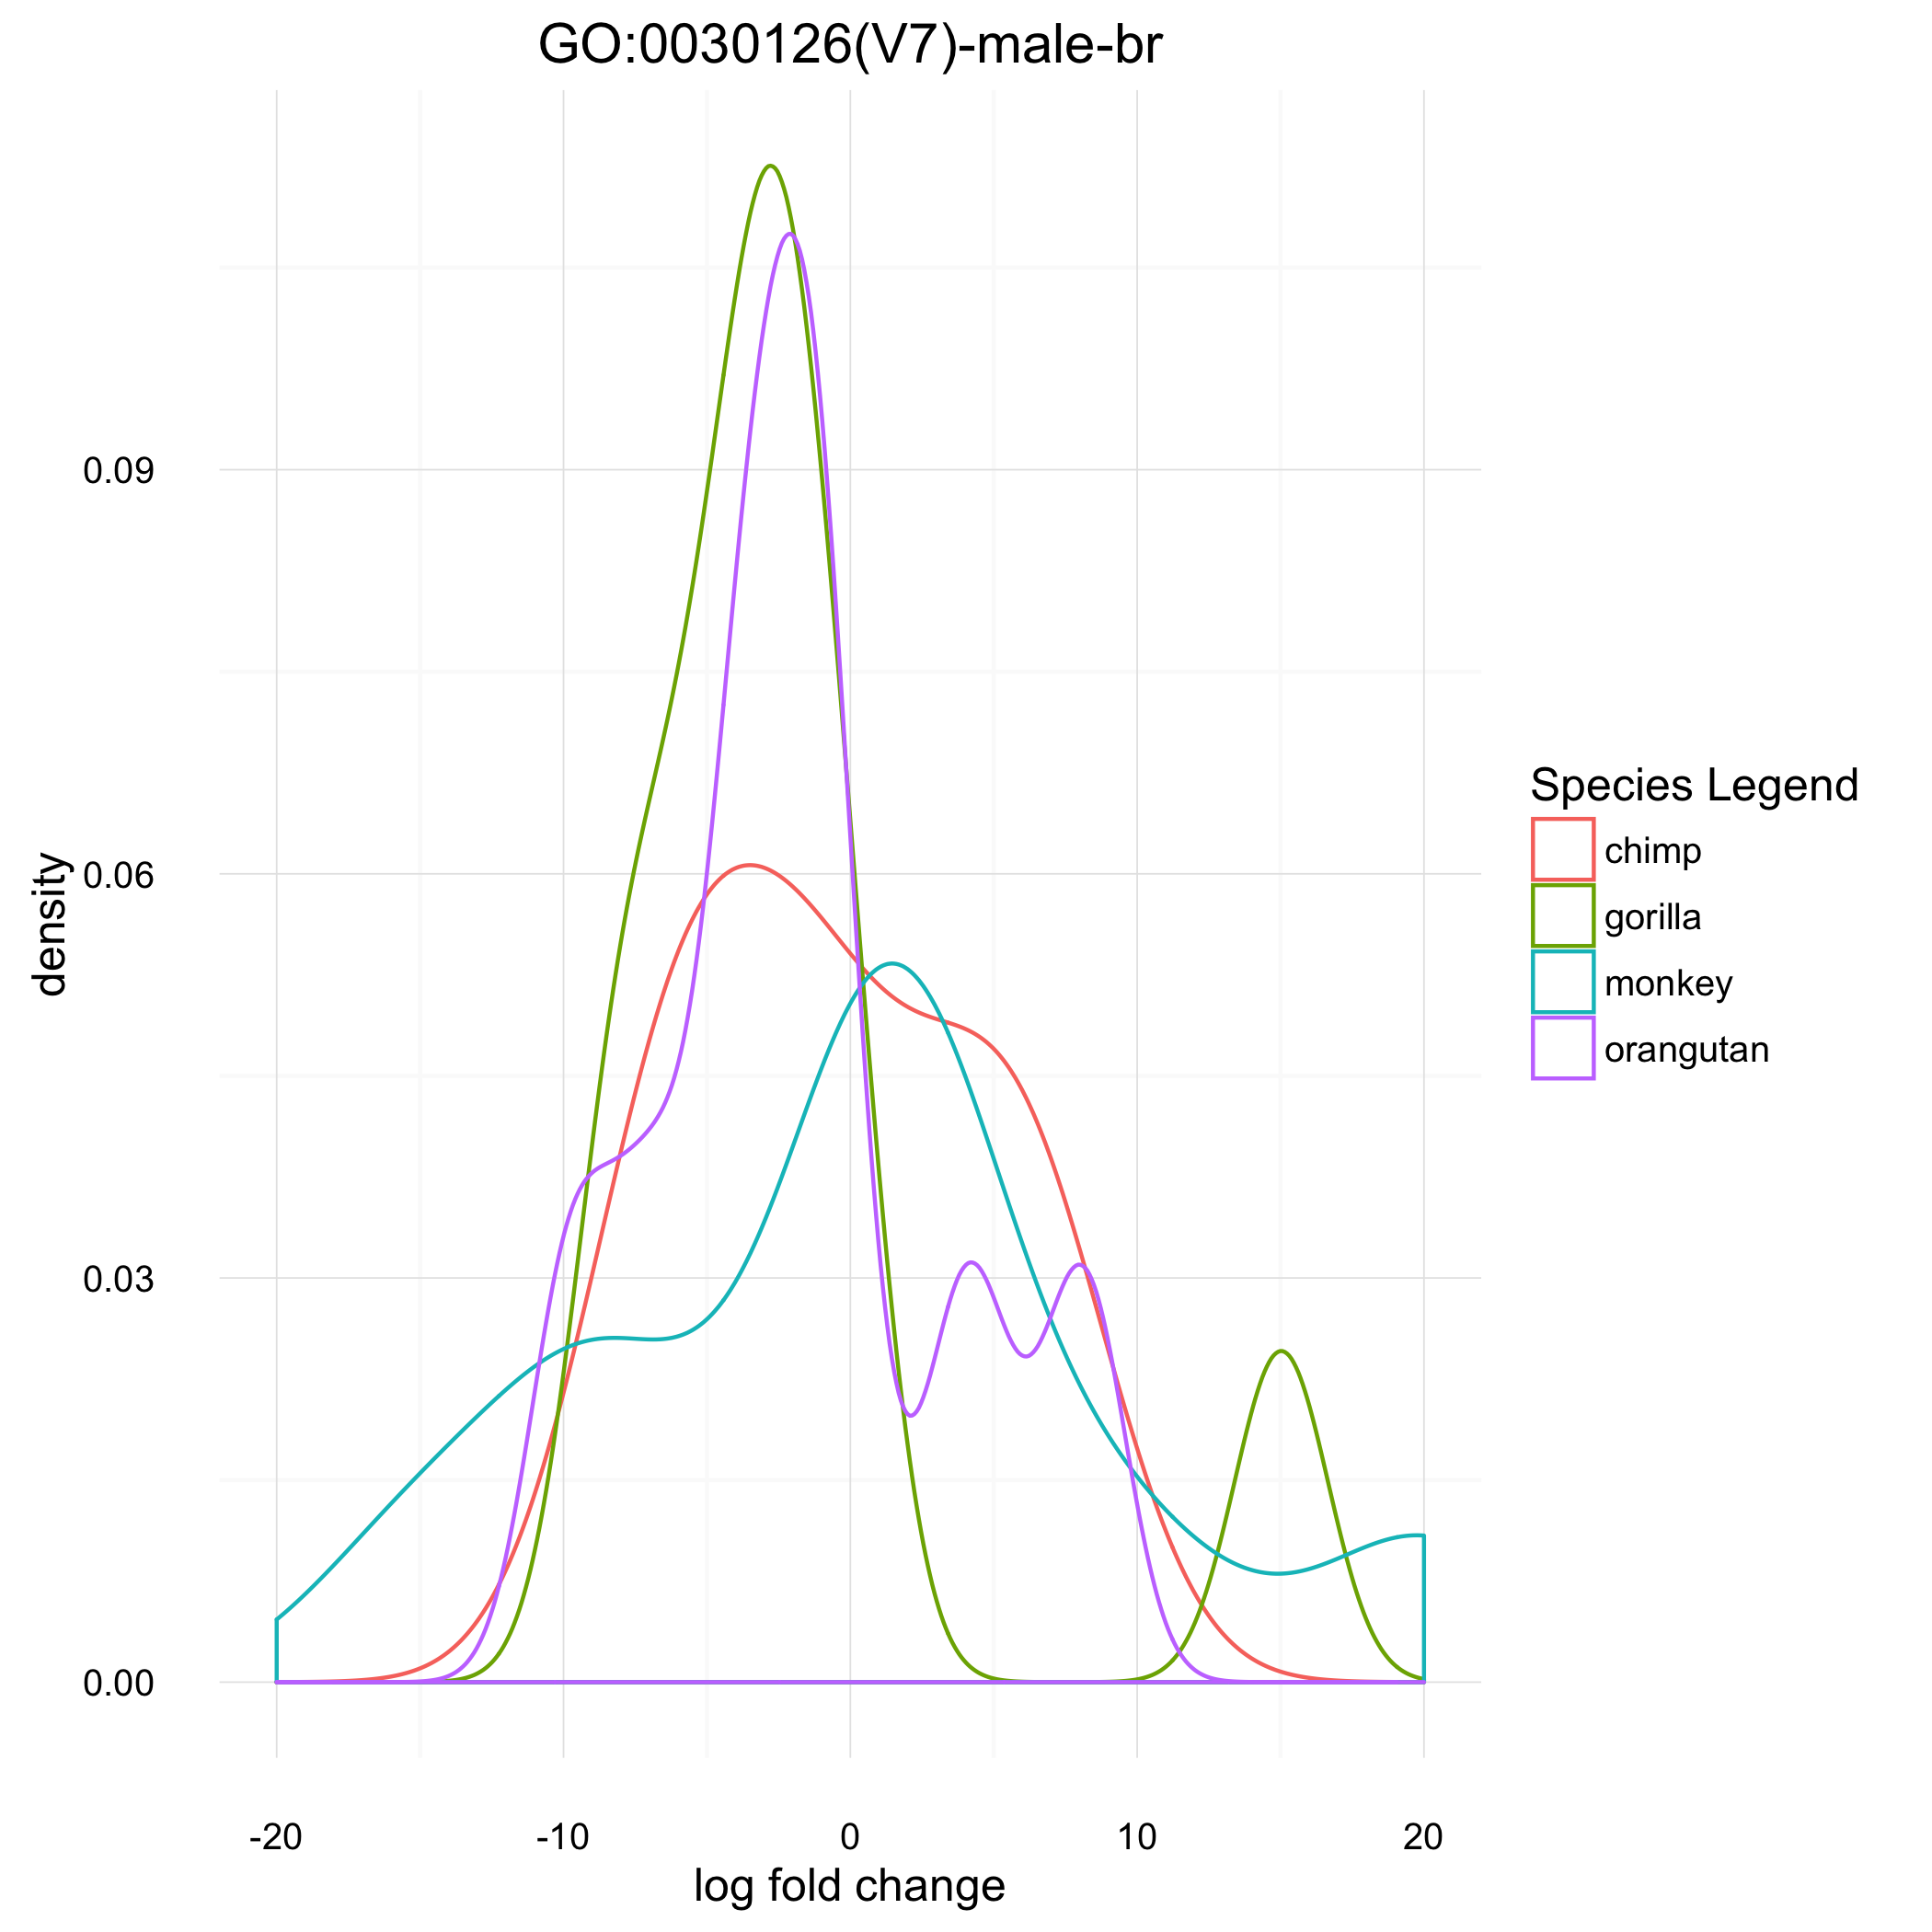 GO:0030126(V7)-male-br
density
0.09
0.06
0.03
0.00
-20
-10
0
10
20
log fold change
Species Legend
chimp
gorilla
monkey
orangutan